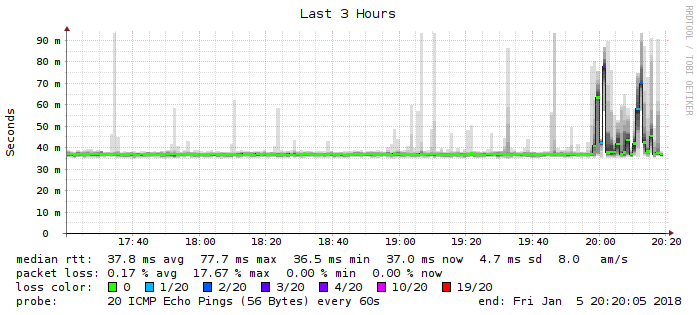 Last 3 Hours
RRDTOOL / TOBI OETIKER
Seconds
90 m
80 m
70 m
60 m
50 m
40 m
30 m
20 m
10 m
0
17:40 18:00 18:20 18:40 19:00 19:20 19:40 20:00 20:20
median rtt: 37.8 ms avg 77.7 ms max 36.5 ms min 37.0 ms now 4.7 ms sd 8.0 am/s
packet loss: 0.17 % avg 17.67 % max 0.00 % min 0.00 % now
loss color: 0 1/20 2/20 3/20 4/20 10/20 19/20
probe: 20 ICMP Echo Pings (56 Bytes) every 60s end: Fri Jan 5 20:20:05 2018